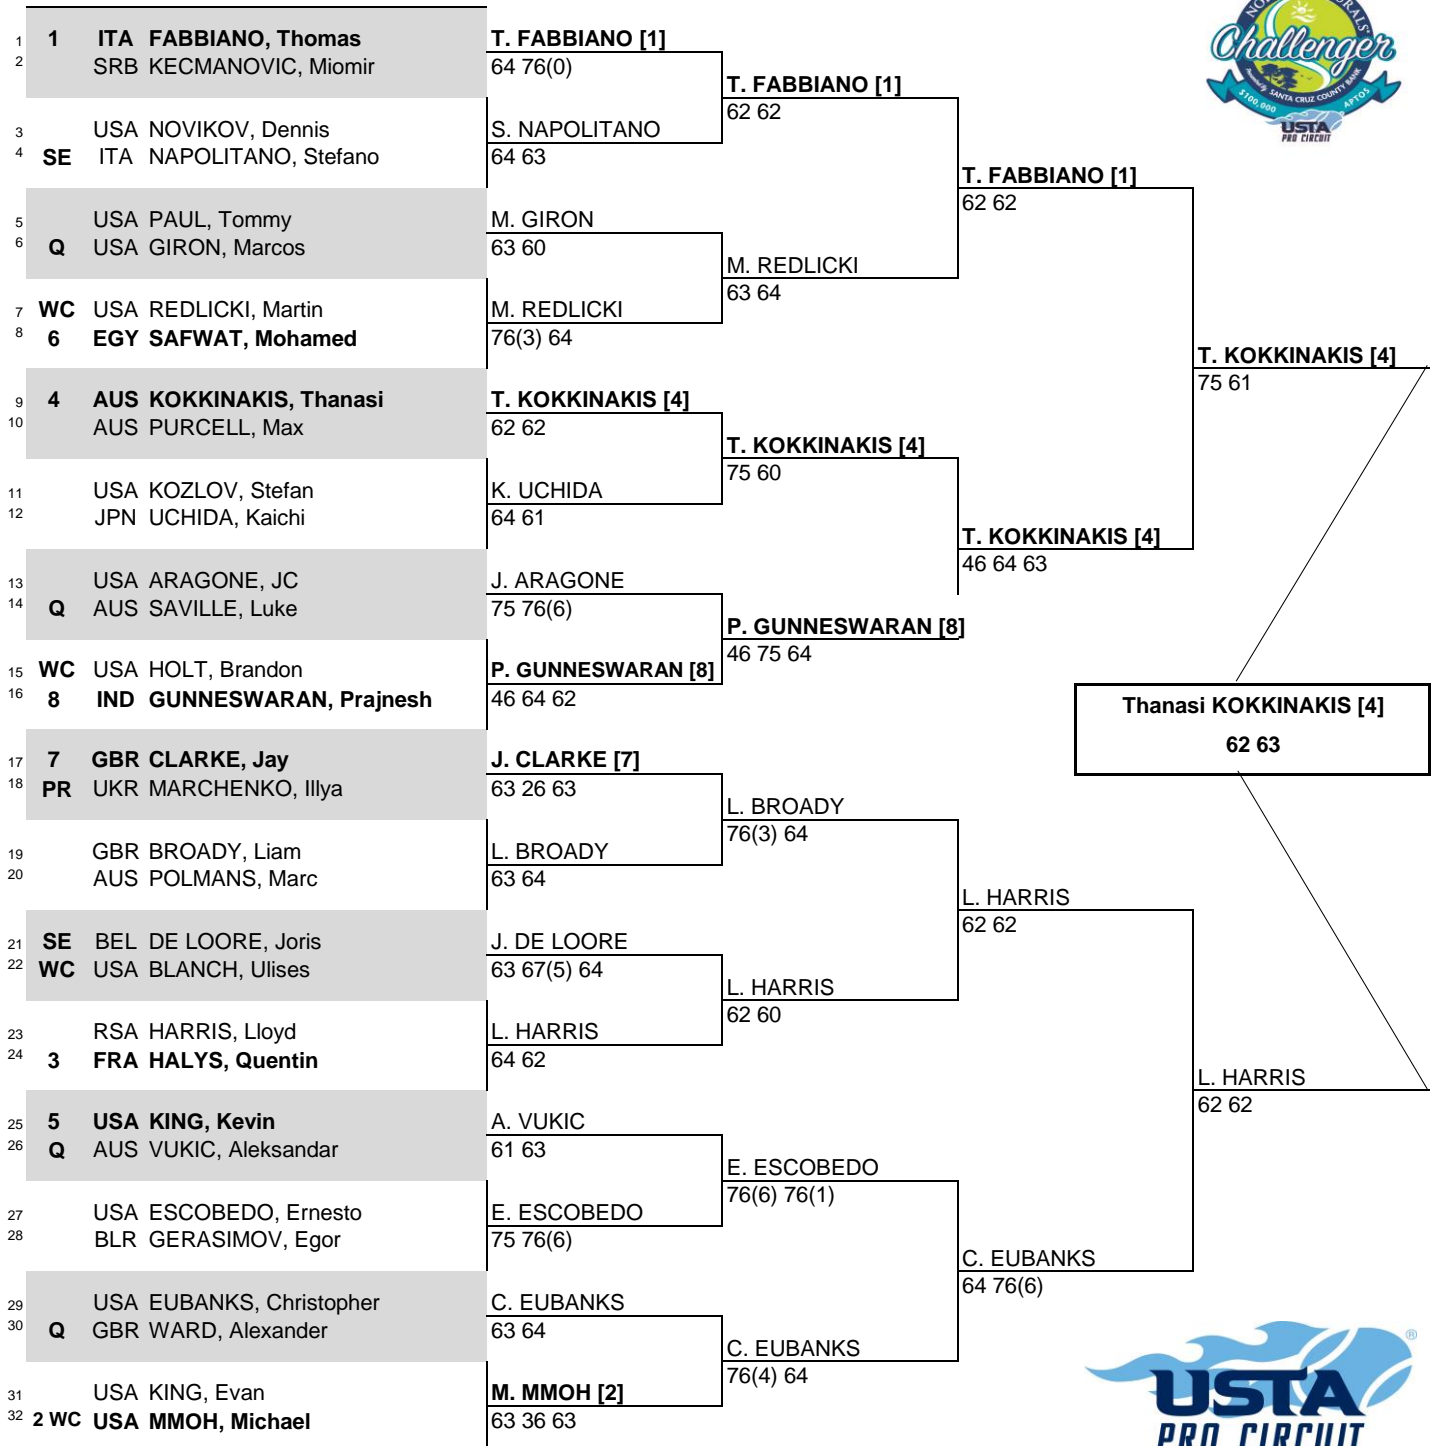 1 1 ITA FABBIANO, Thomas
2 SRB KECMANOVIC, Miomir
3 USA NOVIKOV, Dennis
4 SE ITA NAPOLITANO, Stefano
5 USA PAUL, Tommy
6 Q USA GIRON, Marcos
7 WC USA REDLICKI, Martin
8 6 EGY SAFWAT, Mohamed
9 4 AUS KOKKINAKIS, Thanasi
10 AUS PURCELL, Max
11 USA KOZLOV, Stefan
12 JPN UCHIDA, Kaichi
13 USA ARAGONE, JC
14 Q AUS SAVILLE, Luke
15 WC USA HOLT, Brandon
16 8 IND GUNNESWARAN, Prajnesh
17 7 GBR CLARKE, Jay
18 PR UKR MARCHENKO, Illya
19 GBR BROADY, Liam
20 AUS POLMANS, Marc
21 SE BEL DE LOORE, Joris
22 WC USA BLANCH, Ulises
23 RSA HARRIS, Lloyd
24 3 FRA HALYS, Quentin
25 5 USA KING, Kevin
26 Q AUS VUKIC, Aleksandar
27 USA ESCOBEDO, Ernesto
28 BLR GERASIMOV, Egor
29 USA EUBANKS, Christopher
30 Q GBR WARD, Alexander
31 USA KING, Evan
32 2 WC USA MMOH, Michael
T. FABBIANO [1]
64 76(0)
S. NAPOLITANO
64 63
M. GIRON
63 60
M. REDLICKI
76(3) 64
T. KOKKINAKIS [4]
62 62
K. UCHIDA
64 61
J. ARAGONE
75 76(6)
P. GUNNESWARAN [8]
46 64 62
J. CLARKE [7]
63 26 63
L. BROADY
63 64
J. DE LOORE
63 67(5) 64
L. HARRIS
64 62
A. VUKIC
61 63
E. ESCOBEDO
75 76(6)
C. EUBANKS
63 64
M. MMOH [2]
63 36 63
T. FABBIANO [1]
62 62
M. REDLICKI
63 64
T. KOKKINAKIS [4]
75 60
P. GUNNESWARAN [8]
46 75 64
L. BROADY
76(3) 64
L. HARRIS
62 60
E. ESCOBEDO
76(6) 76(1)
C. EUBANKS
76(4) 64
T. FABBIANO [1]
62 62
T. KOKKINAKIS [4]
46 64 63
L. HARRIS
62 62
C. EUBANKS
64 76(6)
T. KOKKINAKIS [4]
75 61
L. HARRIS
62 62
Thanasi KOKKINAKIS [4]
62 63
Challenger
SANTA CRUZ COUNTY BANK
$100,000
APTOS
USTA
PRO CIRCUIT
USTA
®
PRO CIRCUIT